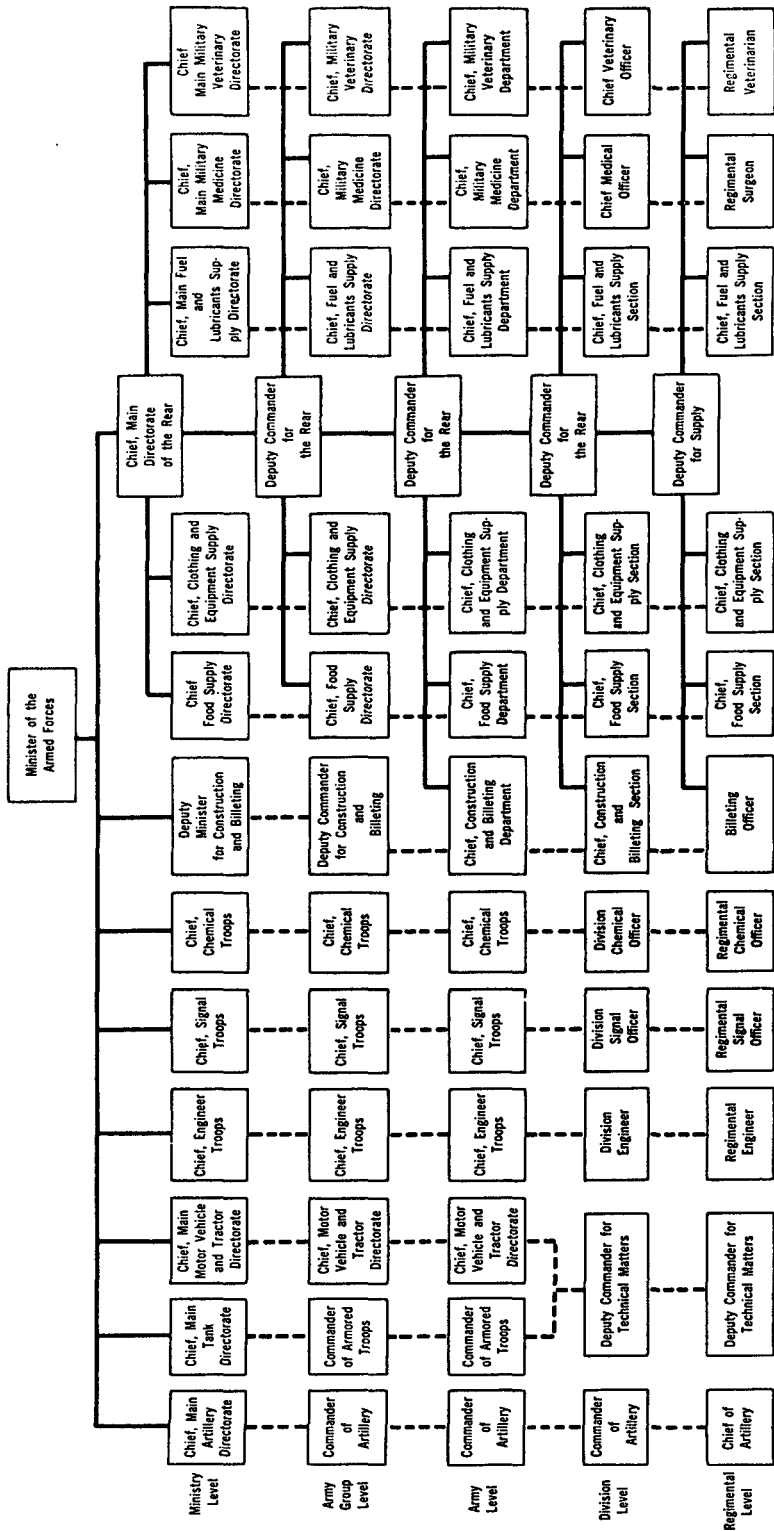 Minister of the
Armed Forces
Ministry
Level
Chief, Main
Artillery
Directorate
Chief, Main
Tank
Directorate
Chief, Main
Motor Vehicle
and Tractor
Directorate
Chief, Engineer
Troops
Chief, Signal
Troops
Chief,
Chemical
Troops
Deputy
Minister
for Construction
and Billeting
Chief
Food Supply
Directorate
Chief, Clothing and
Equipment Supply
Directorate
Chief, Main
Directorate
of the Rear
Chief, Main Fuel
and
Lubricants Sup-
ply Directorate
Chief,
Main Military
Medicine
Directorate
Chief
Main Military
Veterinary
Directorate
Army
Group
Level
Commander
of
Artillery
Commander
of Armored
Troops
Chief, Motor
Vehicle and
Tractor
Directorate
Chief, Engineer
Troops
Chief, Signal
Troops
Chief,
Chemical
Troops
Deputy Commander
for Construction
and
Billeting
Chief, Food
Supply
Directorate
Chief, Clothing and
Equipment Supply
Directorate
Deputy Commander
for
the Rear
Chief, Fuel and
Lubricants Supply
Directorate
Chief,
Military
Medicine
Directorate
Chief, Military
Veterinary
Directorate
Army
Level
Commander
of
Artillery
Commander
of Armored
Troops
Chief, Motor
Vehicle and
Tractor
Directorate
Chief, Engineer
Troops
Chief, Signal
Troops
Chief,
Chemical
Troops
Chief, Construction
and Billeting
Department
Chief,
Food Supply
Department
Chief, Clothing
and Equipment Sup-
ply Department
Deputy Commander
for
the Rear
Chief, Fuel and
Lubricants Supply
Department
Chief,
Military
Medicine
Department
Chief, Military
Veterinary
Department
Division
Level
Commander
of
Artillery
Deputy Commander for
Technical Matters
Division
Engineer
Division
Signal
Officer
Division
Chemical
Officer
Chief, Construction
and
Billeting Section
Chief,
Food Supply
Section
Chief, Clothing
and Equipment Sup-
ply Section
Deputy Commander
for
the Rear
Chief, Fuel and
Lubricants Supply
Section
Chief Medical
Officer
Chief Veterinary
Officer
Regimental
Level
Chief of
Artillery
Deputy Commander for
Technical Matters
Regimental
Engineer
Regimental
Signal
Officer
Regimental
Chemical
Officer
Billeting
Officer
Chief,
Food Supply
Section
Chief, Clothing
and Equipment Sup-
ply Section
Deputy Commander
for Supply
Chief, Fuel and
Lubricants Supply
Section
Regimental
Surgeon
Regimental
Veterinarian